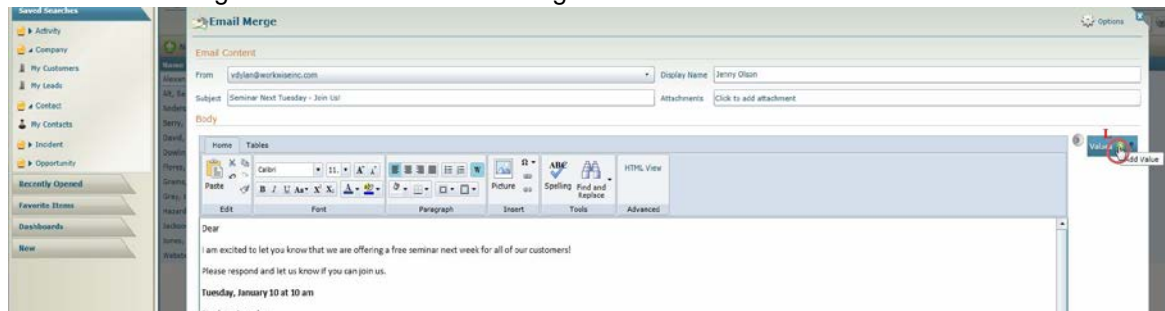 Saved Searches
Activity
Company
My Customers
My Leads
Contact
My Contacts
Incident
Opportunity
Recently Opened
Favorite Items
Dashboards
New
Email Merge
Options
Email Content
From vdylan@workwiseinc.com Display Name Jenny Olson
Subject Seminar Next Tuesday - Join Us! Attachments Click to add attachment
Body
Home Tables
L
Add Value
Calibri 11 HTML View
Paste B I U Aa Picture Spelling Find and
Replace
Edit Font Paragraph Insert Tools Advanced
Dear
I am excited to let you know that we are offering a free seminar next week for all of our customers!
Please respond and let us know if you can join us.
Tuesday, January 10 at 10 am